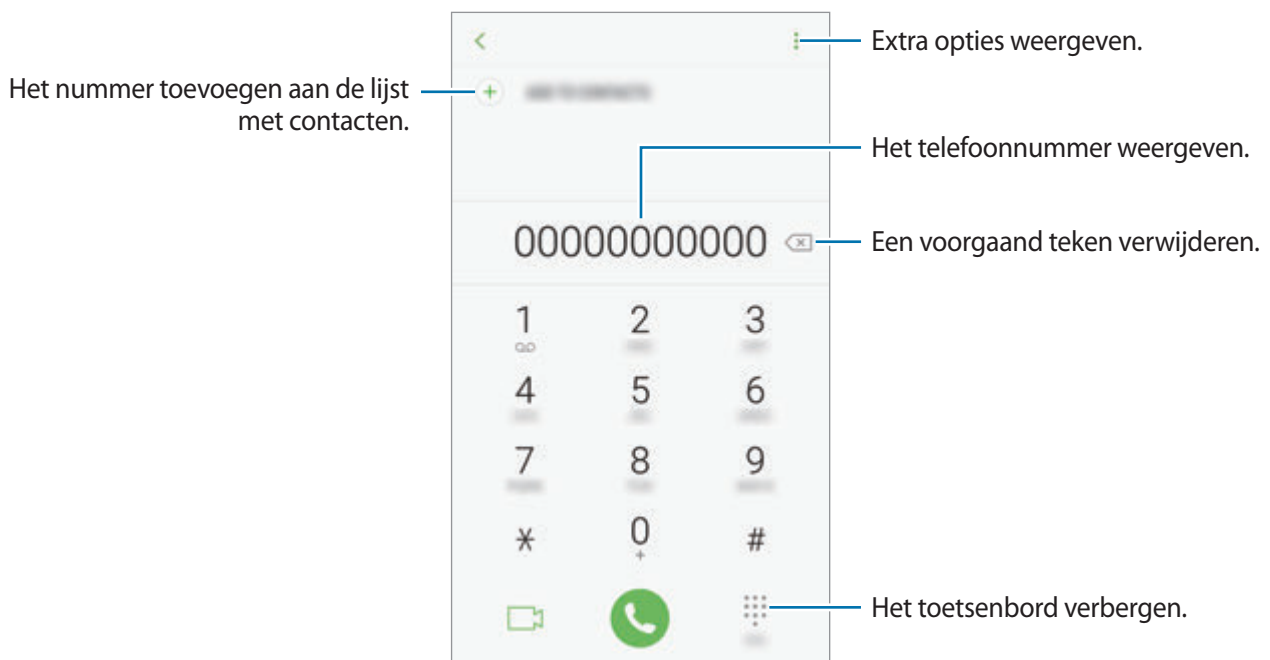 Extra opties weergeven.
Het nummer toevoegen aan de lijst
met contacten.
Het telefoonnummer weergeven.
00000000000
Een voorgaand teken verwijderen.
1 2 3
4 5 6
7 8 9
* 0 #
+
Het toetsenbord verbergen.